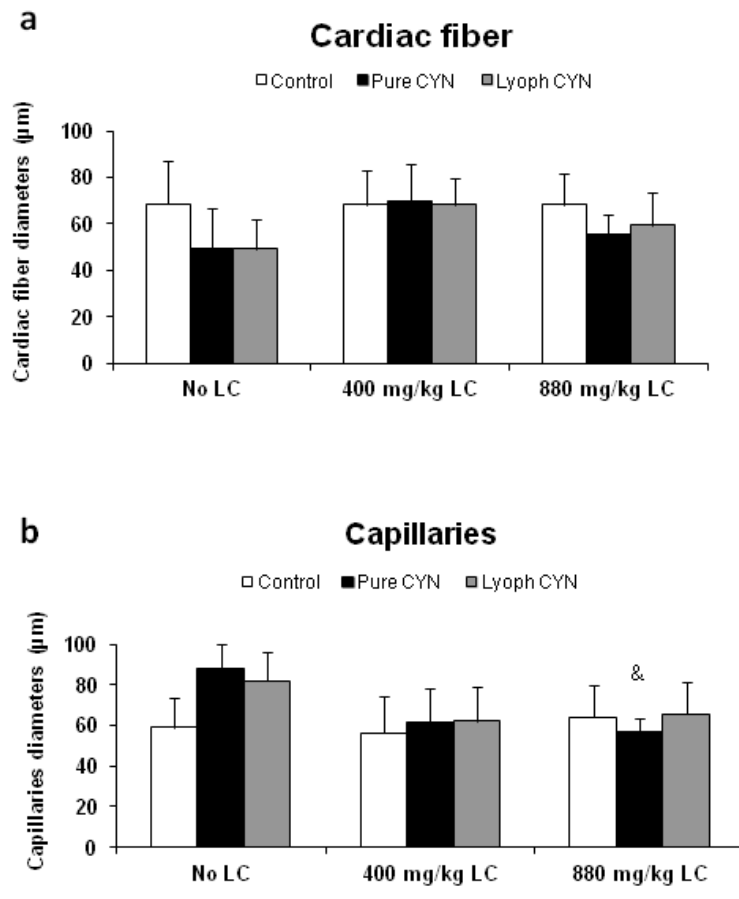 a
Cardiac fiber
Control Pure CYN Lyoph CYN
Cardiac fiber diameters (µm)
100
80
60
40
20
0
No LC 400 mg/kg LC 880 mg/kg LC
b
Capillaries
Control Pure CYN Lyoph CYN
Capillaries diameters (µm)
100
80
60
40
20
0
&
No LC 400 mg/kg LC 880 mg/kg LC